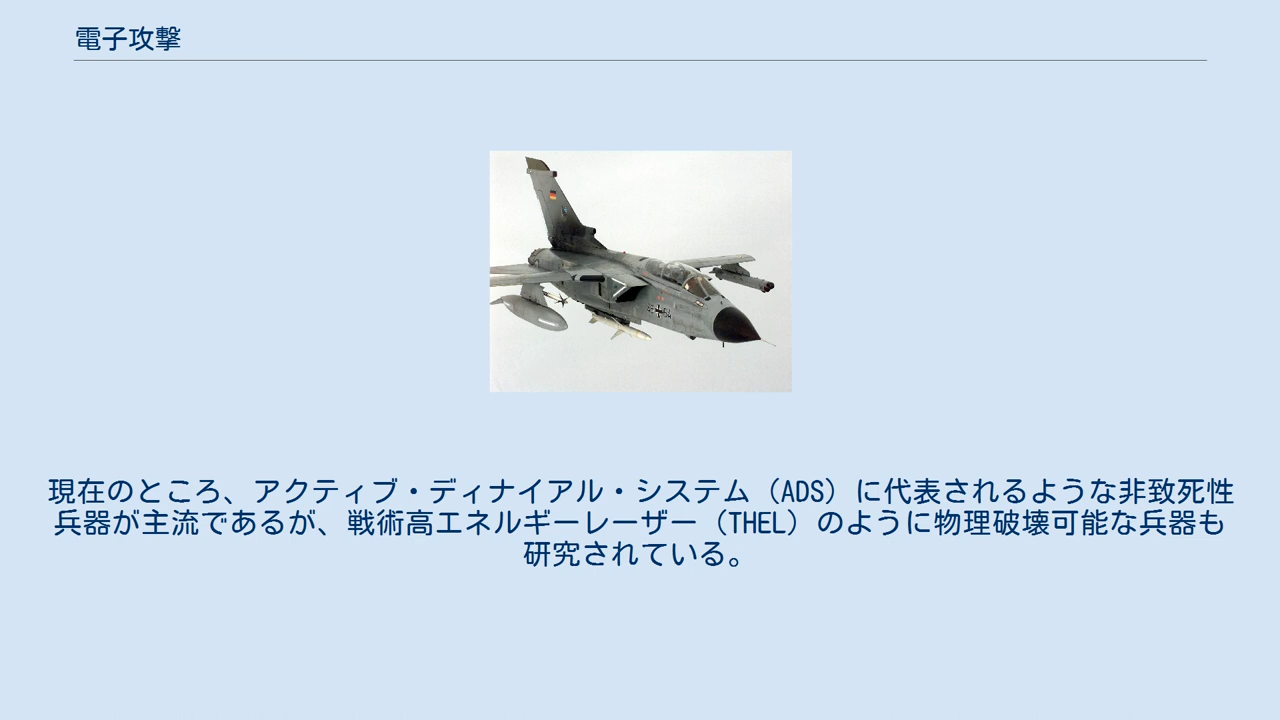 電子攻撃
現在のところ、アクティブ・ディナイアル・システム（ADS）に代表されるような非致死性
兵器が主流であるが、戦術高エネルギーレーザー（THEL）のように物理破壊可能な兵器も
研究されている。